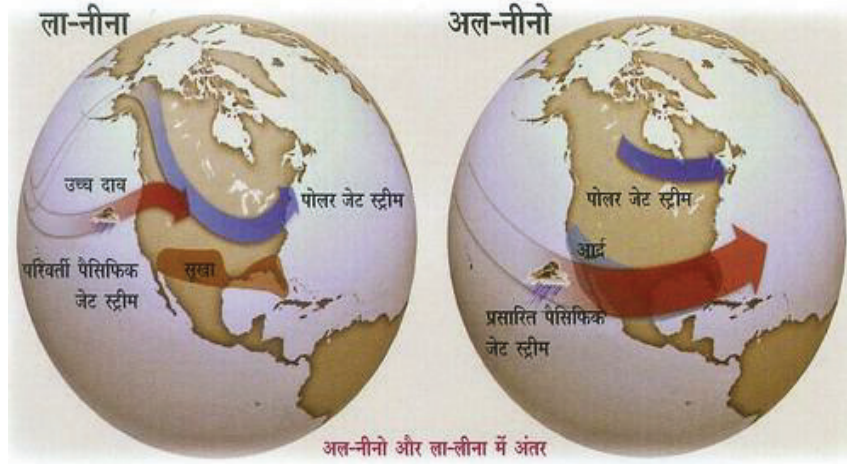 ला-नीना
उच्च दाव
पोलर जेट स्ट्रीम
परिवर्ती पैसिफिक
जेट स्ट्रीम
सूखा
अल-नीनो
पोलर जेट स्ट्रीम
आर्द्र
प्रसारित पैसिफिक
जेट स्ट्रीम
अल-नीनो और ला-लीना में अंतर